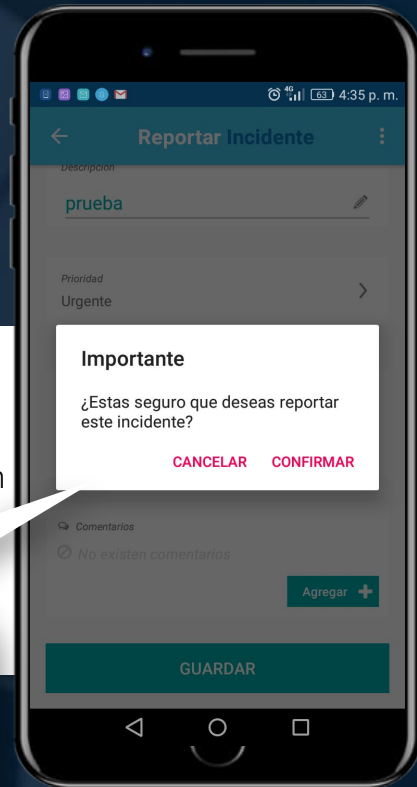 4G 63 4:35 p. m.
Reportar Incidente
Descripción
prueba
Prioridad
Urgente
Importante
¿Estas seguro que deseas reportar
este incidente?
CANCELAR CONFIRMAR
Comentarios
No existen comentarios
Agregar
GUARDAR